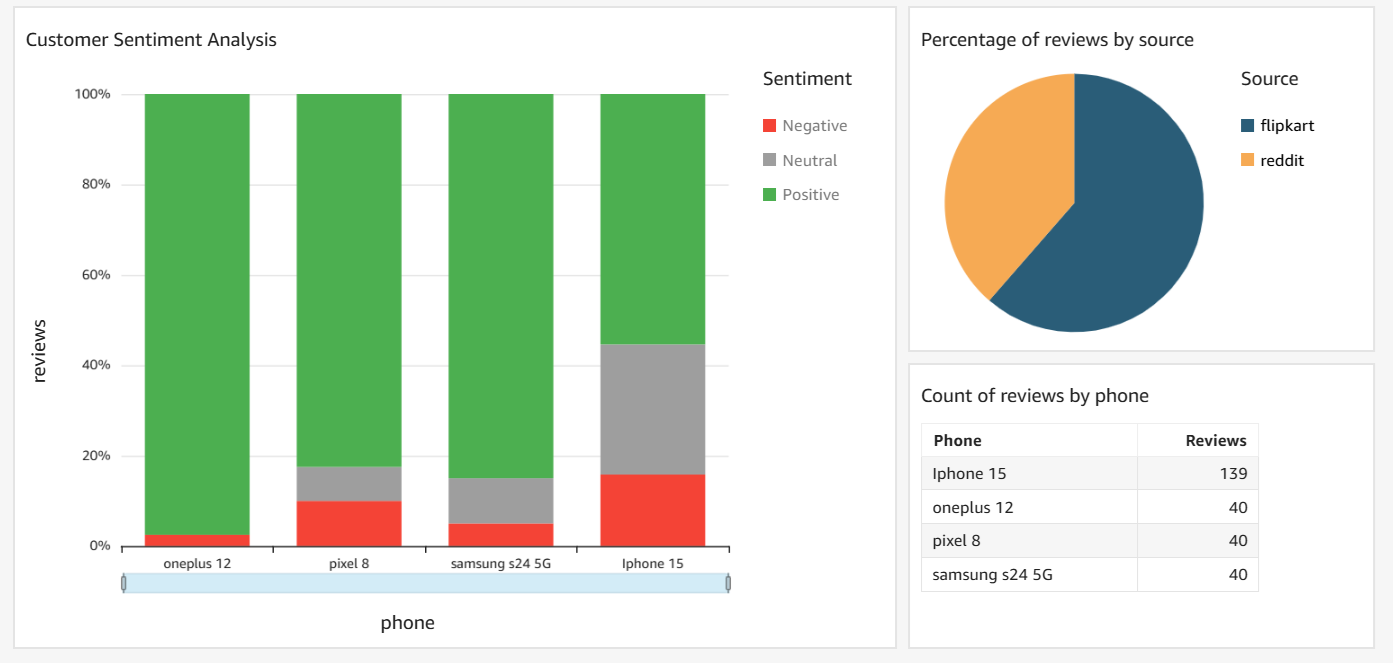 Customer Sentiment Analysis
Sentiment
Negative
Neutral
Positive
100%
80%
60%
40%
20%
0%
reviews
oneplus 12 pixel 8 samsung s24 5G Iphone 15
phone
Percentage of reviews by source
Source
flipkart
reddit
Count of reviews by phone
Phone Reviews
Iphone 15 139
oneplus 12 40
pixel 8 40
samsung s24 5G 40